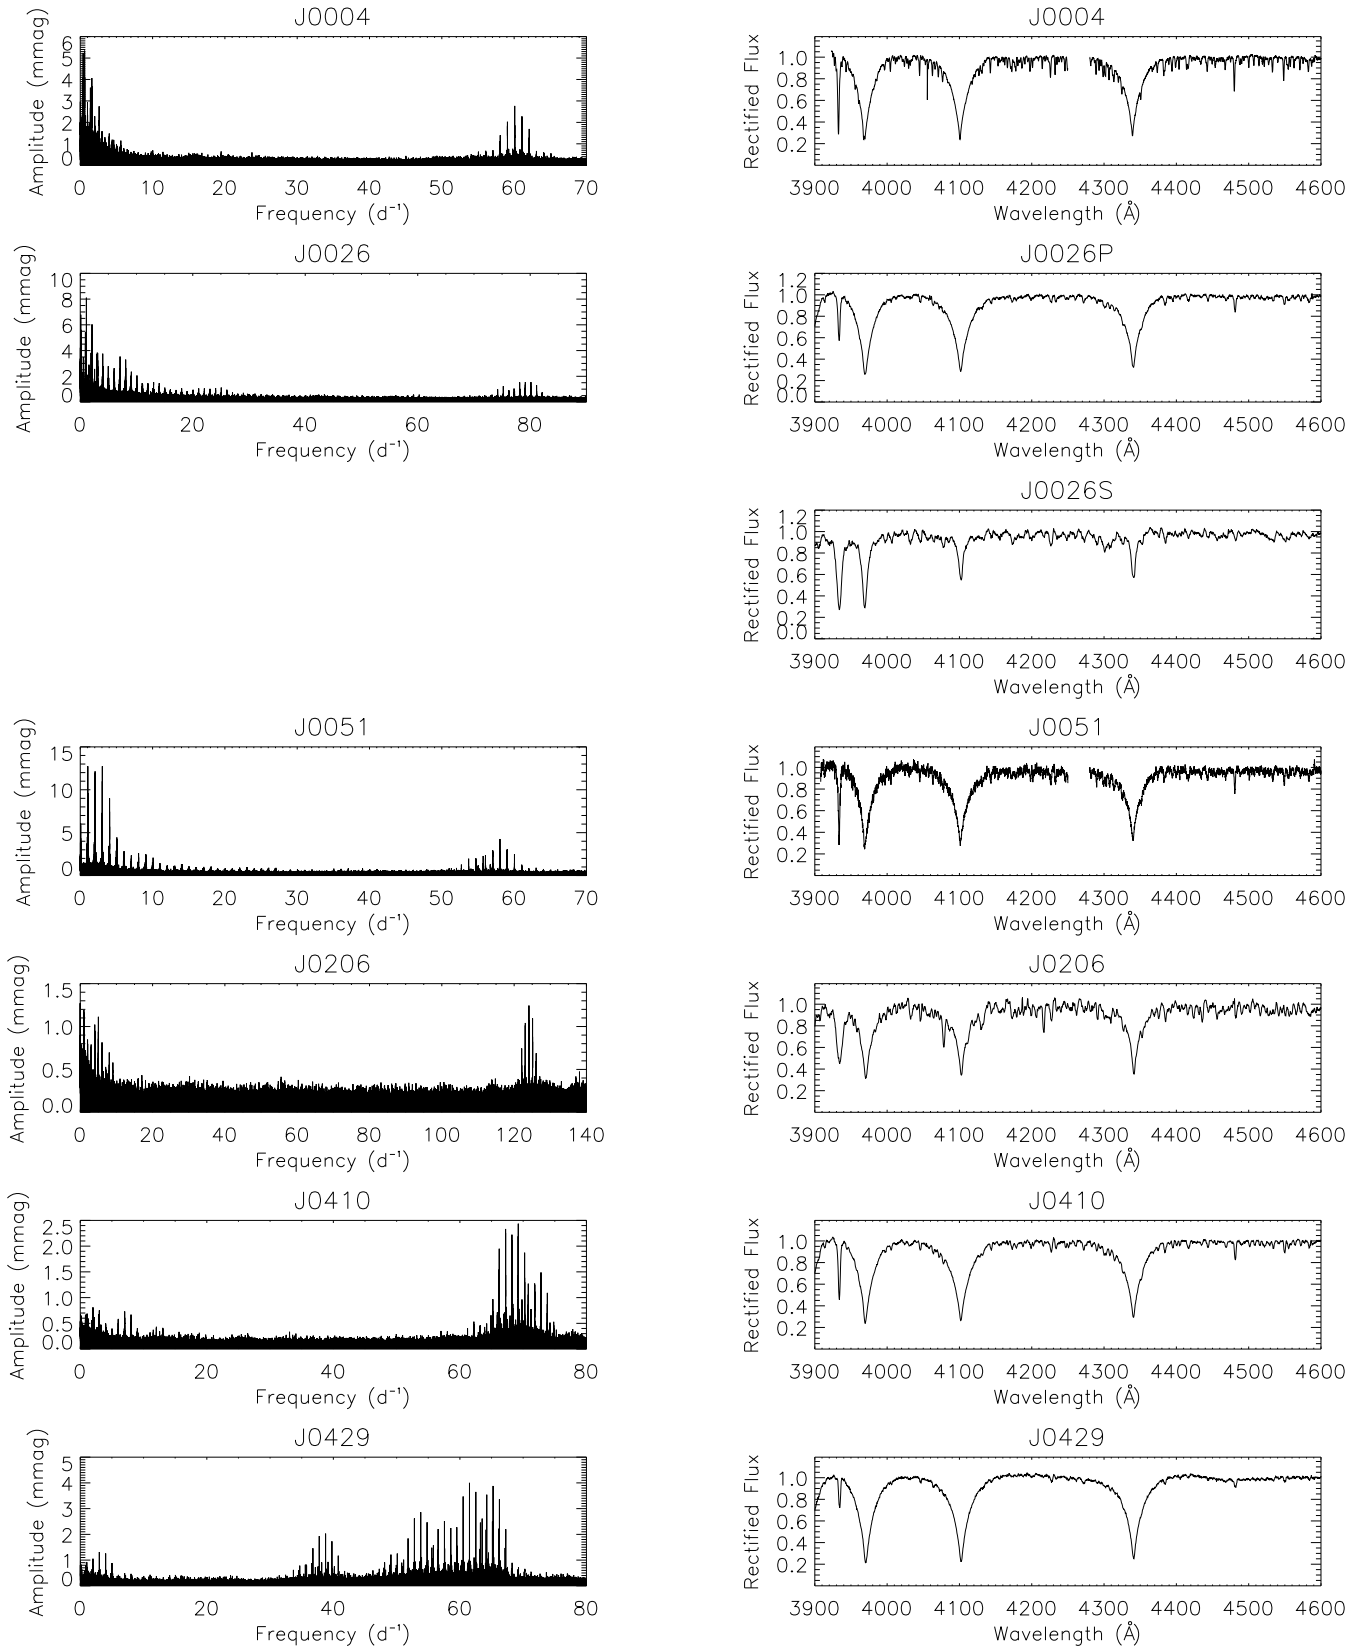 J0004
Amplitude (mmag)
6
5
4
3
2
1
0
0 10 20 30 40 50 60 70
Frequency (d⁻¹)
J0004
Rectified Flux
1.0
0.8
0.6
0.4
0.2
3900 4000 4100 4200 4300 4400 4500 4600
Wavelength (Å)
J0026
Amplitude (mmag)
10
8
6
4
2
0
0 20 40 60 80
Frequency (d⁻¹)
J0026P
Rectified Flux
1.2
1.0
0.8
0.6
0.4
0.2
0.0
3900 4000 4100 4200 4300 4400 4500 4600
Wavelength (Å)
J0026S
Rectified Flux
1.2
1.0
0.8
0.6
0.4
0.2
0.0
3900 4000 4100 4200 4300 4400 4500 4600
Wavelength (Å)
J0051
Amplitude (mmag)
15
10
5
0
0 10 20 30 40 50 60 70
Frequency (d⁻¹)
J0051
Rectified Flux
1.0
0.8
0.6
0.4
0.2
3900 4000 4100 4200 4300 4400 4500 4600
Wavelength (Å)
J0206
Amplitude (mmag)
1.5
1.0
0.5
0.0
0 20 40 60 80 100 120 140
Frequency (d⁻¹)
J0206
Rectified Flux
1.0
0.8
0.6
0.4
0.2
3900 4000 4100 4200 4300 4400 4500 4600
Wavelength (Å)
J0410
Amplitude (mmag)
2.5
2.0
1.5
1.0
0.5
0.0
0 20 40 60 80
Frequency (d⁻¹)
J0410
Rectified Flux
1.0
0.8
0.6
0.4
0.2
3900 4000 4100 4200 4300 4400 4500 4600
Wavelength (Å)
J0429
Amplitude (mmag)
5
4
3
2
1
0
0 20 40 60 80
Frequency (d⁻¹)
J0429
Rectified Flux
1.0
0.8
0.6
0.4
0.2
3900 4000 4100 4200 4300 4400 4500 4600
Wavelength (Å)